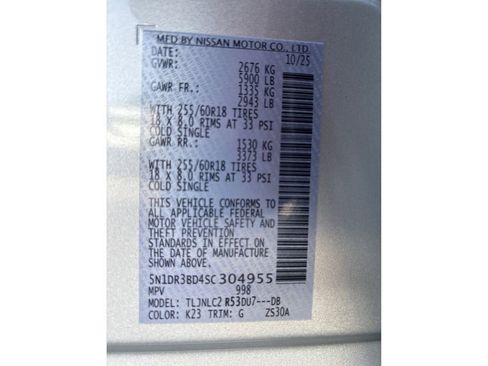 MFD BY NISSAN MOTOR CO., LTD.
DATE: 10/25
GVWR: 2676 KG
5900 LB
GAWR FR.: 1335 KG
2943 LB
WITH 255/60R18 TIRES
18 X 8.0 RIMS AT 33 PSI
COLD SINGLE
GAWR RR.: 1530 KG
3373 LB
WITH 255/60R18 TIRES
18 X 8.0 RIMS AT 33 PSI
COLD SINGLE
THIS VEHICLE CONFORMS TO
ALL APPLICABLE FEDERAL
MOTOR VEHICLE SAFETY AND
THEFT PREVENTION
STANDARDS IN EFFECT ON
THE DATE OF MANUFACTURE
SHOWN ABOVE
5N1DR3BD4SC304955
MPV 998
MODEL: TLJNLC2 R53DU7---DB
COLOR: K23 TRIM: G ZS30A